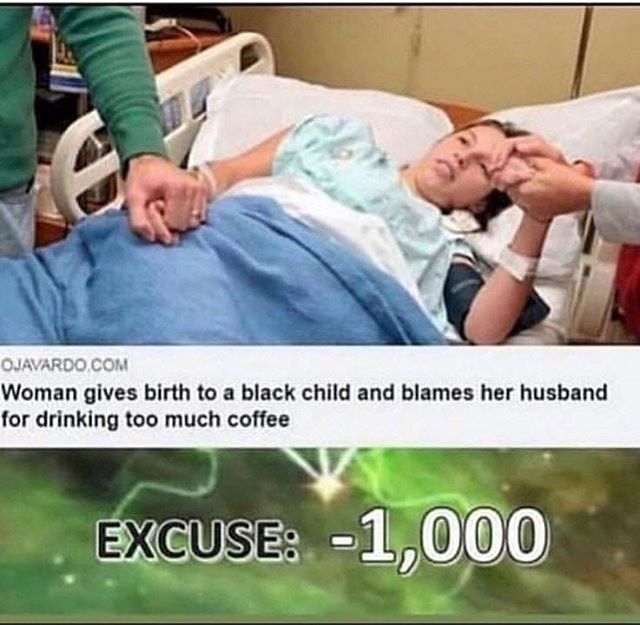 OJAVARDO.COM
Woman gives birth to a black child and blames her husband
for drinking too much coffee
EXCUSE: -1,000